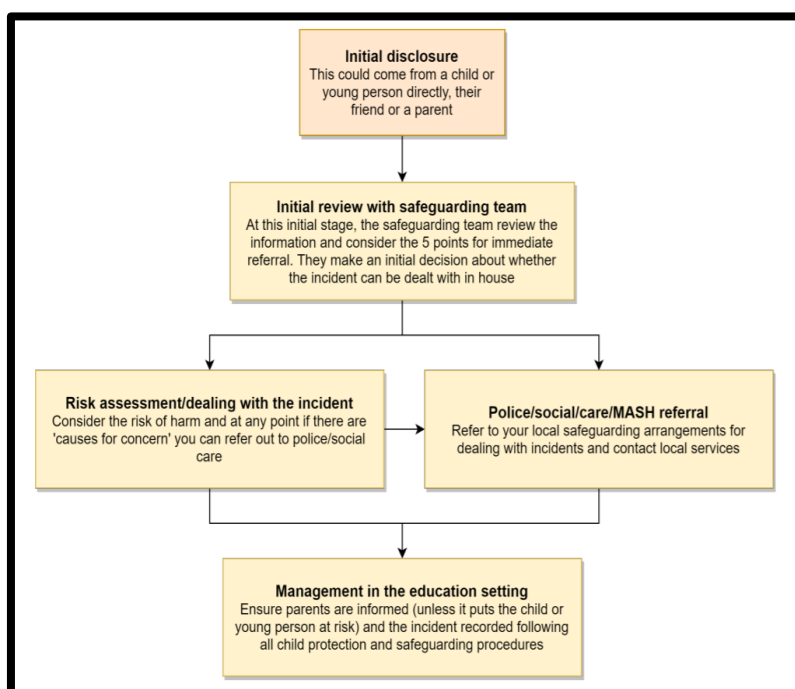 Initial disclosure
This could come from a child or
young person directly, their
friend or a parent
Initial review with safeguarding team
At this initial stage, the safeguarding team review the
information and consider the 5 points for immediate
referral. They make an initial decision about whether
the incident can be dealt with in house
Risk assessment/dealing with the incident
Consider the risk of harm and at any point if there are
'causes for concern' you can refer out to police/social
care
Police/social/care/MASH referral
Refer to your local safeguarding arrangements for
dealing with incidents and contact local services
Management in the education setting
Ensure parents are informed (unless it puts the child or
young person at risk) and the incident recorded following
all child protection and safeguarding procedures